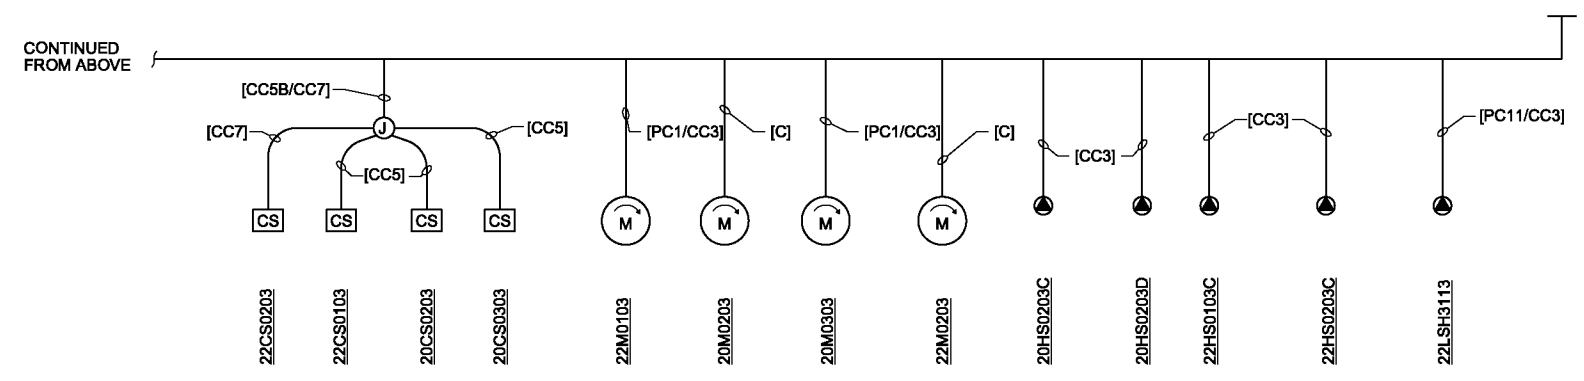 CONTINUED
FROM ABOVE
[CC5B/CC7]
[CC7]
J
[CC5]
[CC5]
[PC1/CC3]
[C]
[PC1/CC3]
[C]
[CC3]
[CC3]
[PC11/CC3]
CS
CS
CS
CS
M
M
M
M
22CS0203
22CS0103
20CS0203
20CS0303
22M0103
20M0203
20M0303
22M0203
20HS0203C
20HS0203D
22HS0103C
22HS0203C
22LSH3113